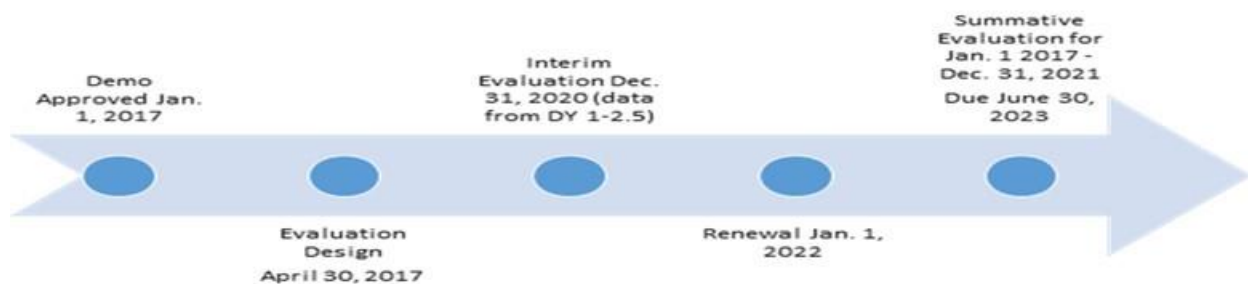 Demo
Approved Jan.
1, 2017
Evaluation
Design
April 30, 2017
Interim
Evaluation Dec.
31, 2020 (data
from DY 1-2.5)
Renewal Jan. 1,
2022
Summative
Evaluation for
Jan. 1 2017 -
Dec. 31, 2021
Due June 30,
2023